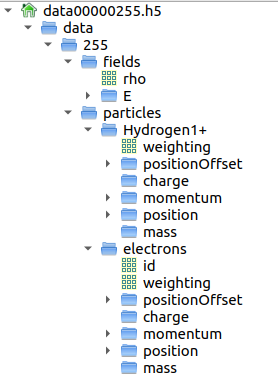 data00000255.h5
data
255
fields
rho
E
particles
Hydrogen1+
weighting
positionOffset
charge
momentum
position
mass
electrons
id
weighting
positionOffset
charge
momentum
position
mass